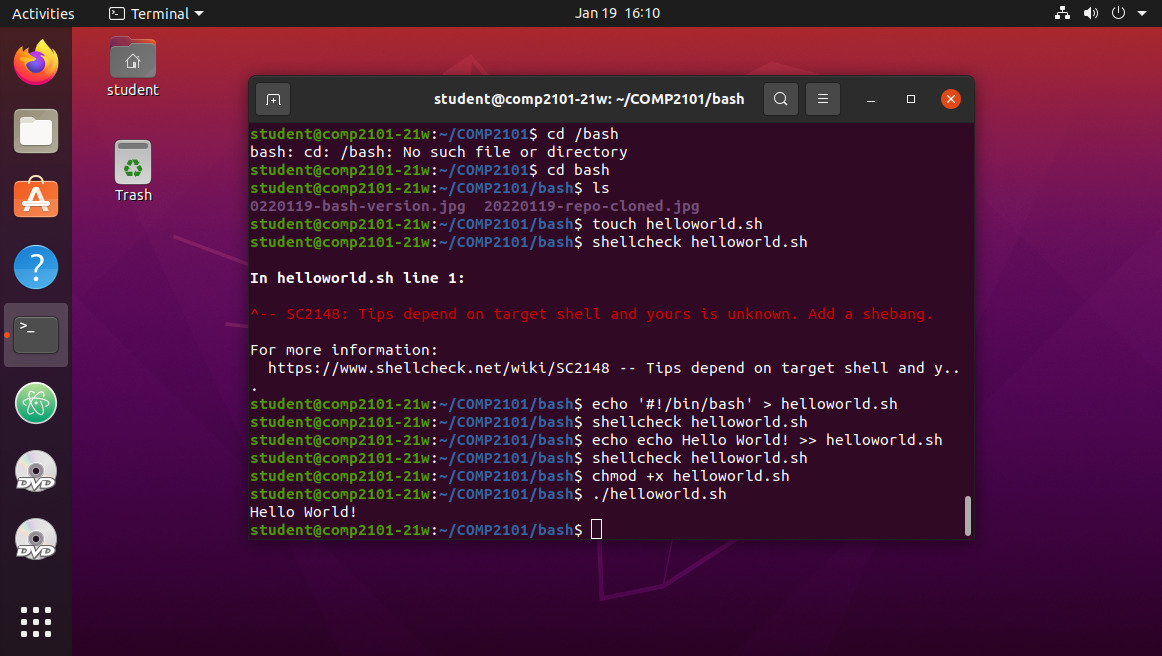 Activities Terminal Jan 19 16:10
student
Trash
student@comp2101-21w: ~/COMP2101/bash
student@comp2101-21w:~/COMP2101$ cd /bash
bash: cd: /bash: No such file or directory
student@comp2101-21w:~/COMP2101$ cd bash
student@comp2101-21w:~/COMP2101/bash$ ls
0220119-bash-version.jpg  20220119-repo-cloned.jpg
student@comp2101-21w:~/COMP2101/bash$ touch helloworld.sh
student@comp2101-21w:~/COMP2101/bash$ shellcheck helloworld.sh
In helloworld.sh line 1:
^-- SC2148: Tips depend on target shell and yours is unknown. Add a shebang.
For more information:
  https://www.shellcheck.net/wiki/SC2148 -- Tips depend on target shell and y..
.
student@comp2101-21w:~/COMP2101/bash$ echo '#!/bin/bash' > helloworld.sh
student@comp2101-21w:~/COMP2101/bash$ shellcheck helloworld.sh
student@comp2101-21w:~/COMP2101/bash$ echo echo Hello World! >> helloworld.sh
student@comp2101-21w:~/COMP2101/bash$ shellcheck helloworld.sh
student@comp2101-21w:~/COMP2101/bash$ chmod +x helloworld.sh
student@comp2101-21w:~/COMP2101/bash$ ./helloworld.sh
Hello World!
student@comp2101-21w:~/COMP2101/bash$
>_
DVD
DVD